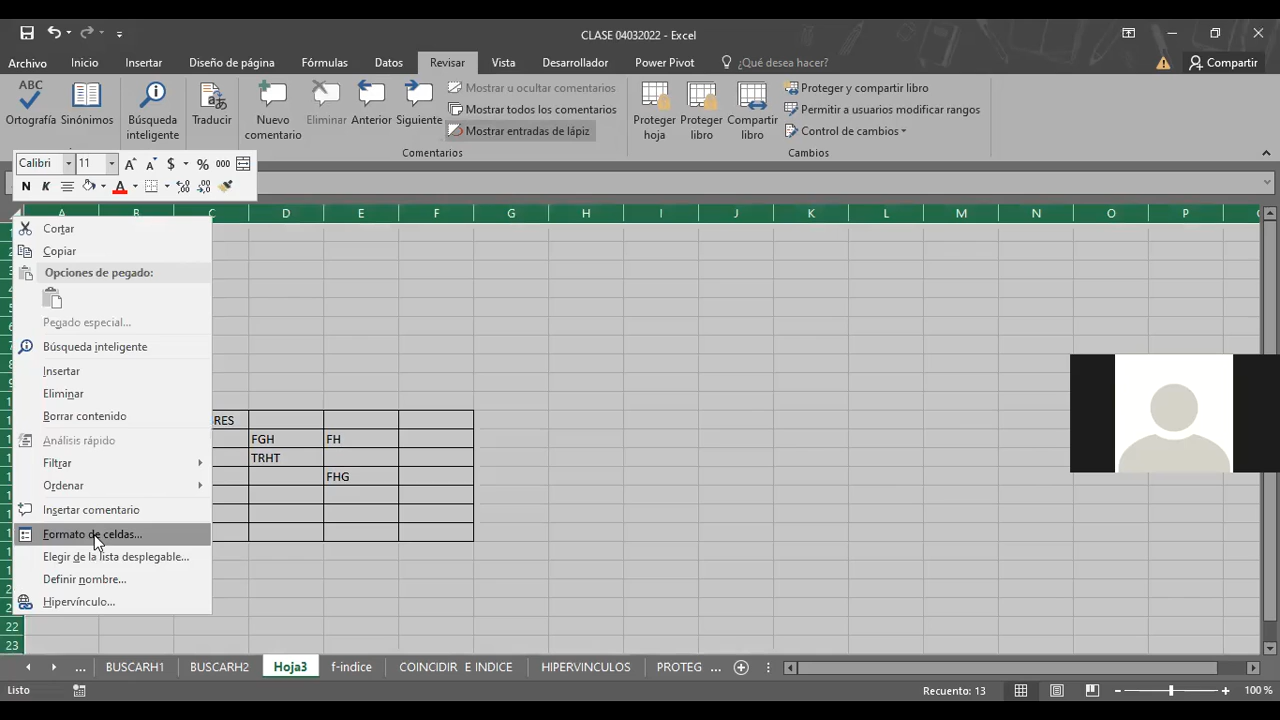 CLASE 04032022 - Excel
Archivo Inicio Insertar Diseño de página Fórmulas Datos Revisar Vista Desarrollador Power Pivot ¿Qué desea hacer? Compartir
ABC
Ortografía Sinónimos
Búsqueda inteligente
Traducir
Nuevo comentario
Eliminar Anterior Siguiente
Mostrar u ocultar comentarios
Mostrar todos los comentarios
Mostrar entradas de lápiz
Proteger hoja
Proteger libro
Compartir libro
Proteger y compartir libro
Permitir a usuarios modificar rangos
Control de cambios
Comentarios Cambios
Calibri 11 A A $ % 000
N K A
A B C D E F G H I J K L M N O P
Cortar
Copiar
Opciones de pegado:
Pegado especial...
Búsqueda inteligente
Insertar
Eliminar
Borrar contenido
Análisis rápido
Filtrar
Ordenar
Insertar comentario
Formato de celdas...
Elegir de la lista desplegable...
Definir nombre...
Hipervínculo...
RES
FGH FH
TRHT
FHG
22
23
... BUSCARH1 BUSCARH2 Hoja3 f-indice COINCIDIR E INDICE HIPERVINCULOS PROTEG ...
Listo Recuento: 13 100 %